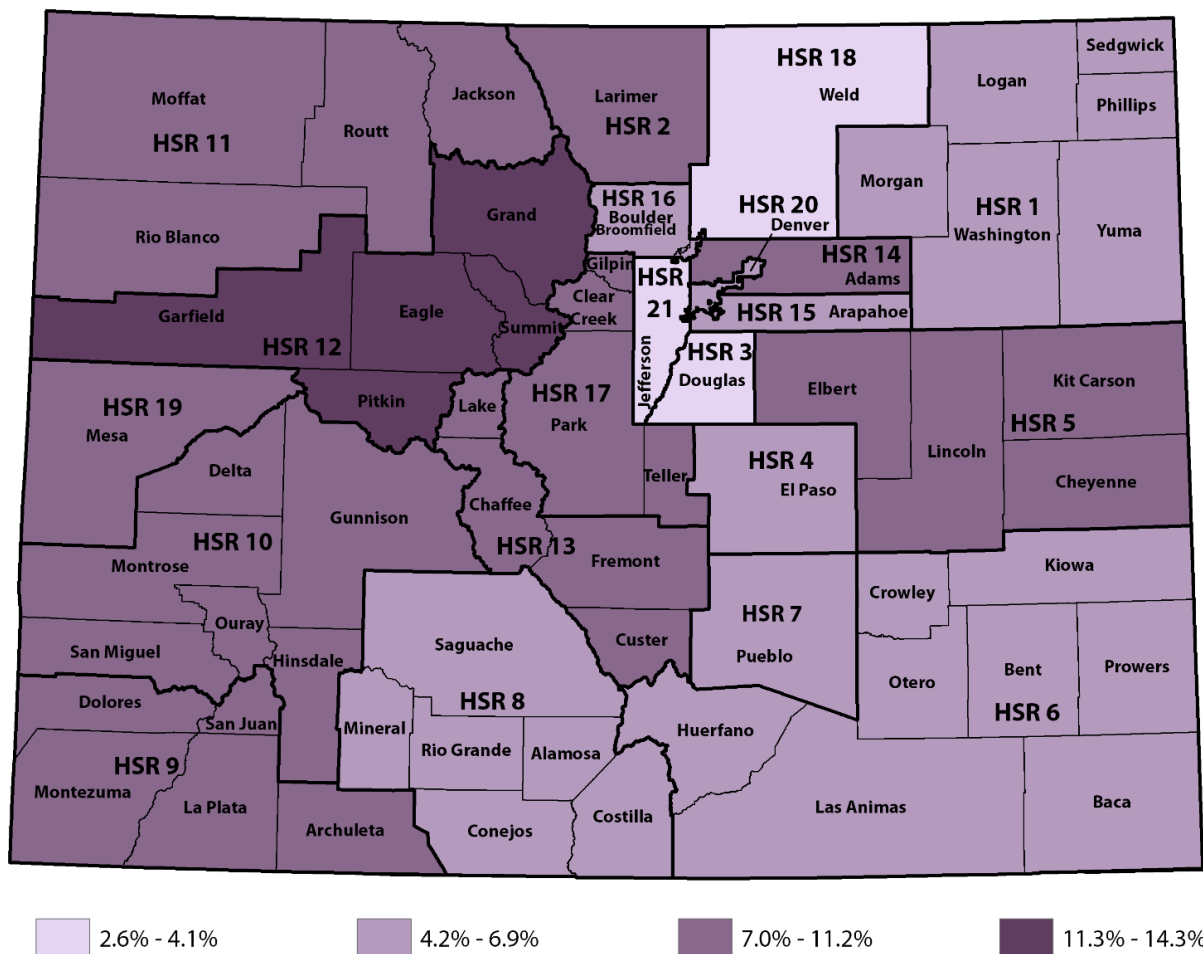 Sedgwick
HSR 18
Logan
Jackson
Larimer
Weld
Moffat
Phillips
HSR 2
Routt
HSR 11
Morgan
HSR 16
HSR 20
HSR 1
Grand
Boulder
Denver
Broomfield
Washington
Yuma
Rio Blanco
HSR 14
Gilpin
HSR
21
Adams
Clear
Creek
Eagle
HSR 15
Arapahoe
Garfield
Summit
HSR 12
HSR 3
Jefferson
Douglas
Kit Carson
Elbert
HSR 17
Pitkin
Lake
HSR 19
Park
HSR 5
Mesa
Lincoln
HSR 4
Delta
Teller
Cheyenne
El Paso
Chaffee
Gunnison
HSR 10
HSR 13
Fremont
Montrose
Kiowa
Crowley
HSR 7
Ouray
Custer
Saguache
San Miguel
Hinsdale
Pueblo
Bent
Prowers
Otero
Dolores
HSR 8
HSR 6
San Juan
Mineral
Huerfano
Rio Grande
Alamosa
HSR 9
Montezuma
La Plata
Las Animas
Baca
Costilla
Archuleta
Conejos
2.6% - 4.1%
4.2% - 6.9%
7.0% - 11.2%
11.3% - 14.3%